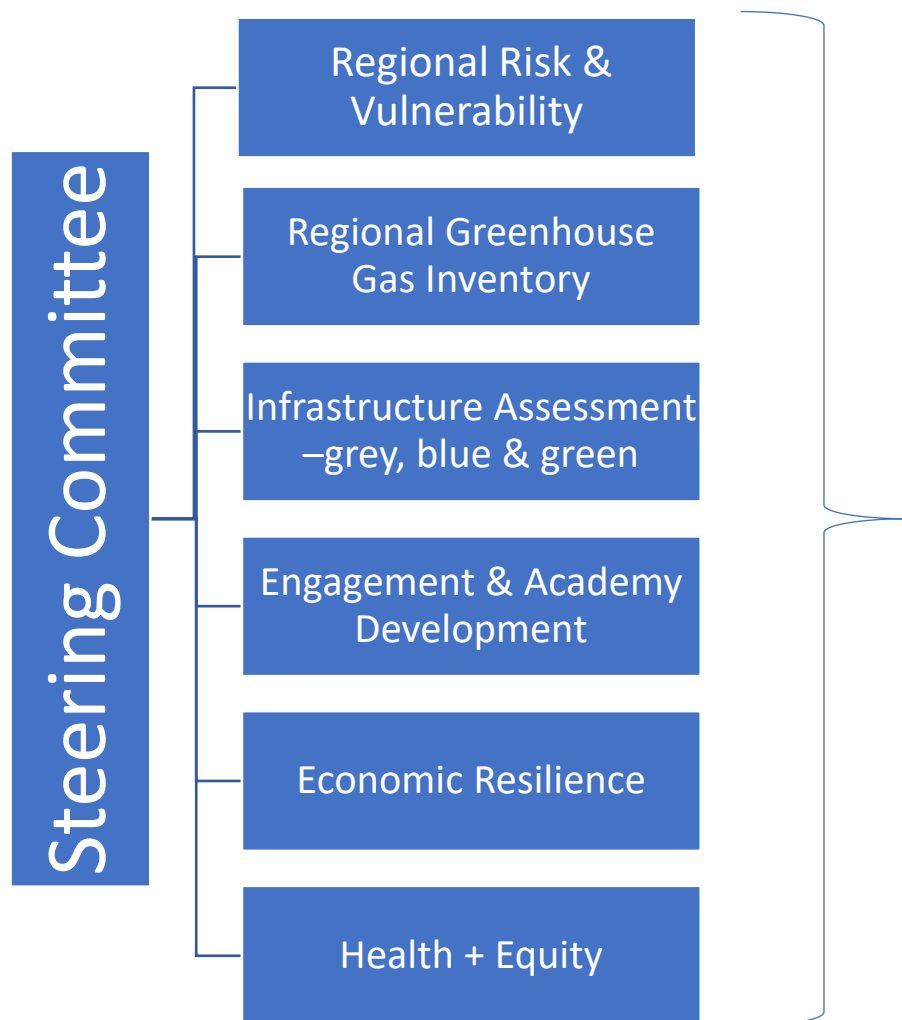 Steering Committee
Regional Risk &
Vulnerability
Regional Greenhouse
Gas Inventory
Infrastructure Assessment
–grey, blue & green
Engagement & Academy
Development
Economic Resilience
Health + Equity